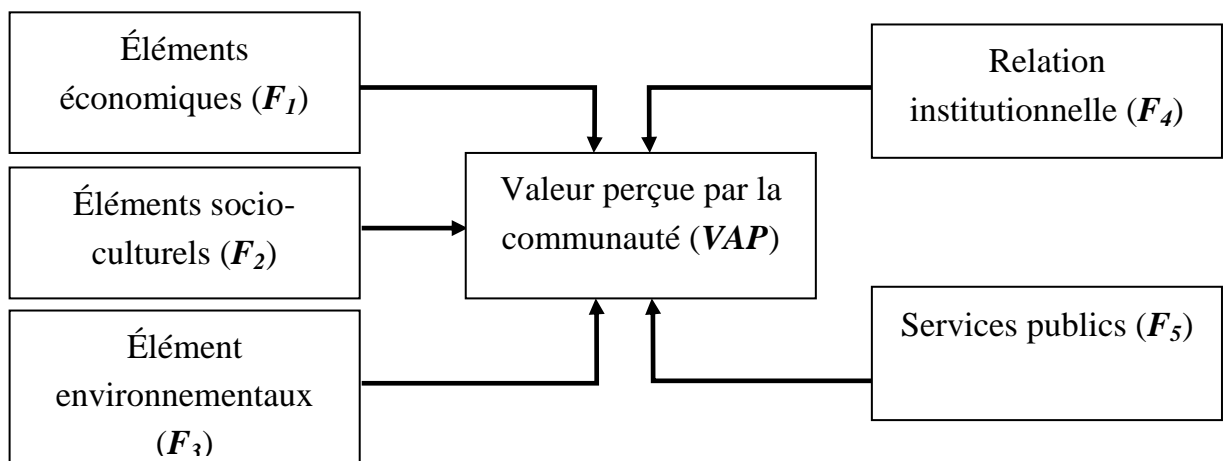 Éléments
économiques (F1)
Éléments socio-
culturels (F2)
Élément
environnementaux
(F3)
Valeur perçue par la
communauté (VAP)
Relation
institutionnelle (F4)
Services publics (F5)